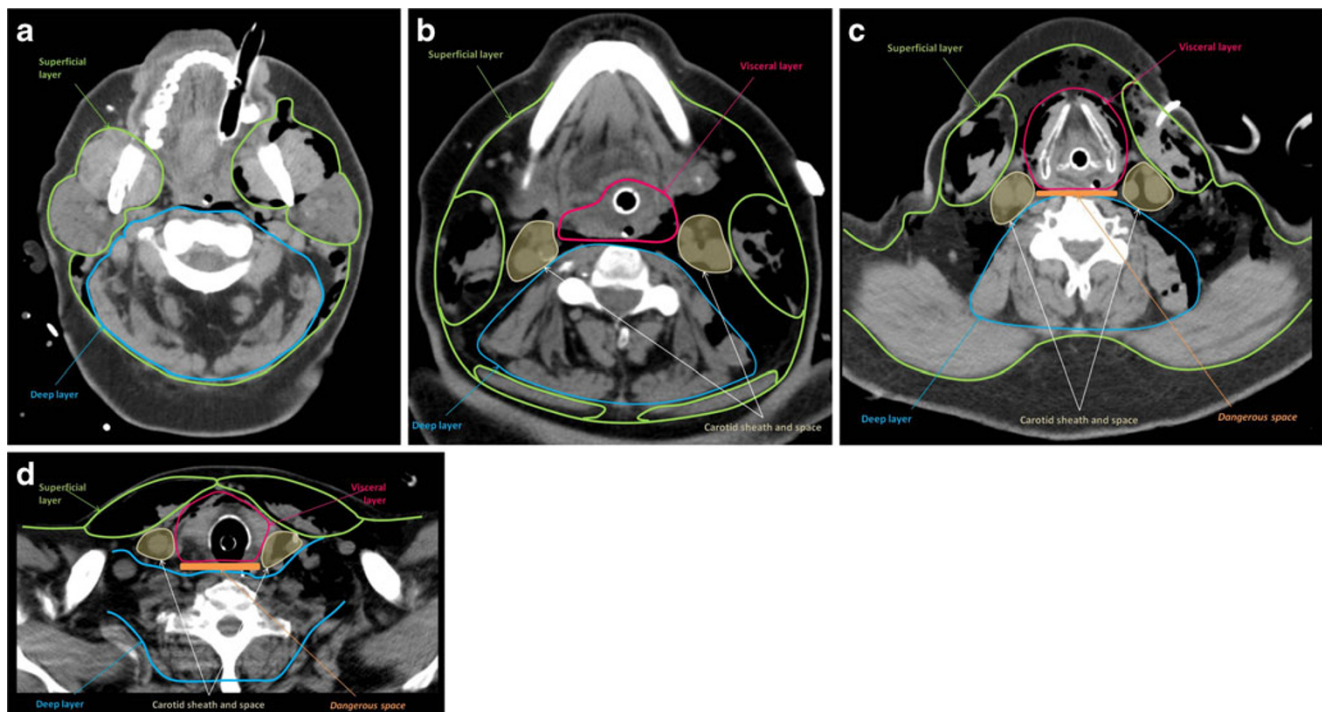 a
Superficial
layer
Deep layer
b
Superficial layer
Visceral layer
Deep layer
Carotid sheath and space
c
Superficial layer
Visceral layer
Deep layer
Carotid sheath and space
Dangerous space
d
Superficial
layer
Visceral
layer
Deep layer
Carotid sheath and space
Dangerous space